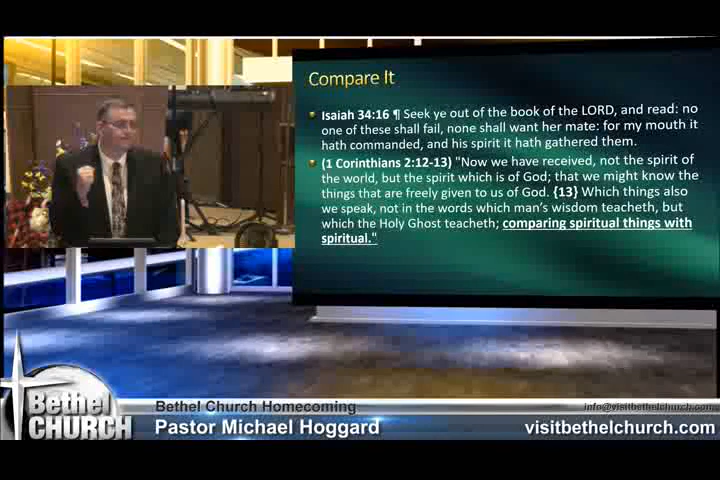 Compare It
Isaiah 34:16 ¶ Seek ye out of the book of the LORD, and read: no
one of these shall fail, none shall want her mate: for my mouth it
hath commanded, and his spirit it hath gathered them.
(1 Corinthians 2:12-13) "Now we have received, not the spirit of
the world, but the spirit which is of God; that we might know the
things that are freely given to us of God. {13} Which things also
we speak, not in the words which man's wisdom teacheth, but
which the Holy Ghost teacheth; comparing spiritual things with
spiritual."
Bethel
CHURCH
Bethel Church Homecoming
info@visitbethelchurch.com
Pastor Michael Hoggard
visitbethelchurch.com